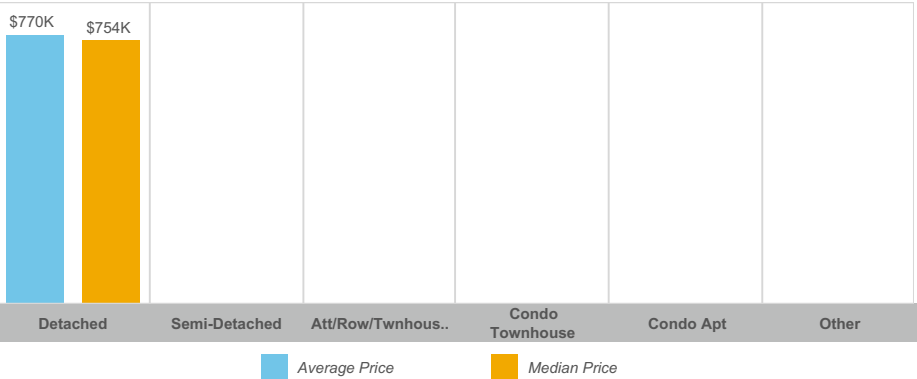 $770K
$754K
Detached
Semi-Detached
Att/Row/Twnhous..
Condo
Townhouse
Condo Apt
Other
Average Price
Median Price